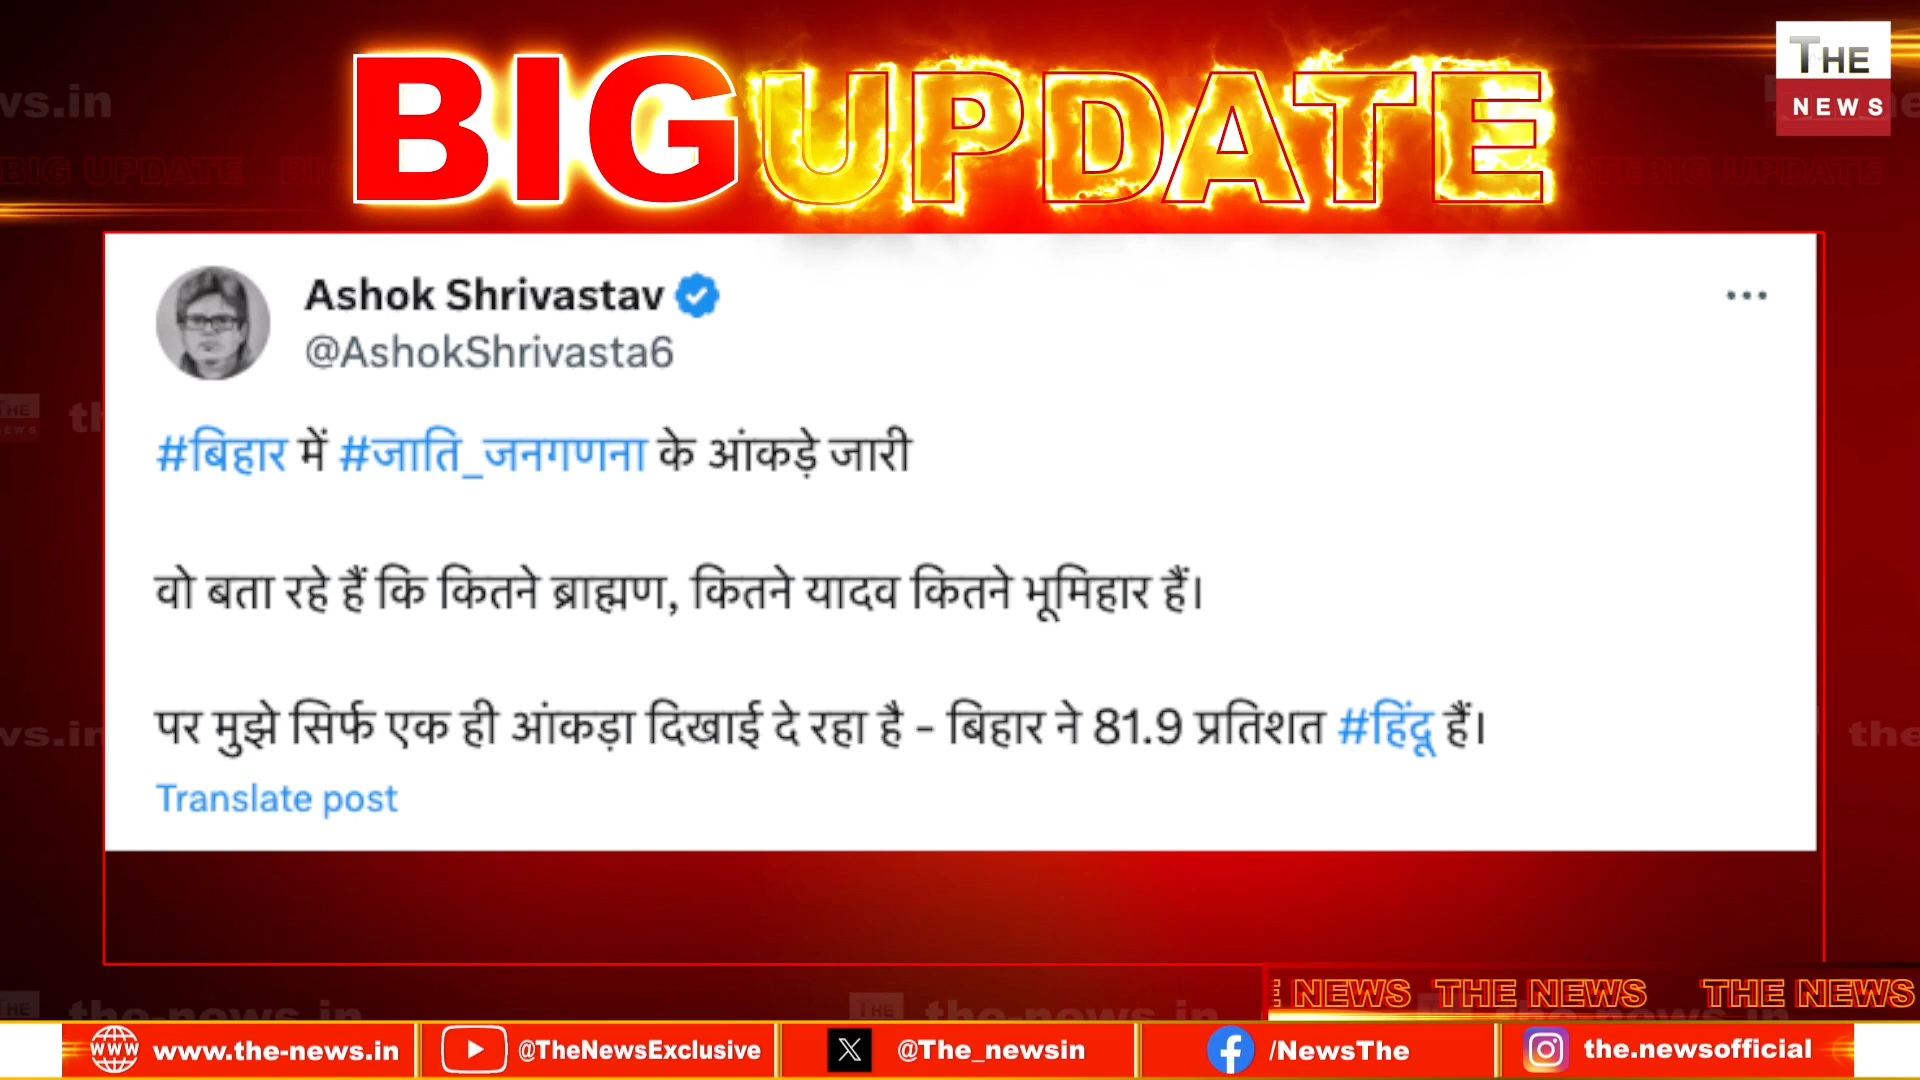 BIG UPDATE
THE
NEWS
Ashok Shrivastav
@AshokShrivasta6
#बिहार में #जाति_जनगणना के आंकड़े जारी
वो बता रहे हैं कि कितने ब्राह्मण, कितने यादव कितने भूमिहार हैं।
पर मुझे सिर्फ एक ही आंकड़ा दिखाई दे रहा है - बिहार ने 81.9 प्रतिशत #हिंदू हैं।
Translate post
NEWS THE NEWS THE NEWS
www.the-news.in
@TheNewsExclusive
@The_newsin
/NewsThe
the.newsofficial